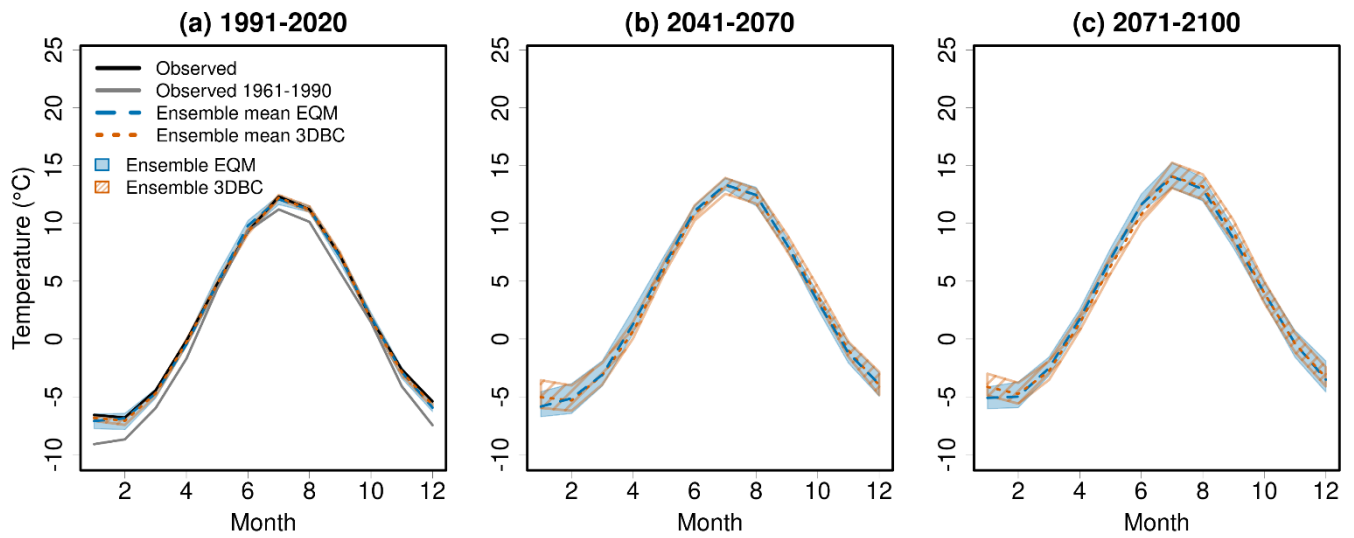 (a) 1991-2020
(b) 2041-2070
(c) 2071-2100
Temperature (°C)
25
20
15
10
5
0
-5
-10
Observed
Observed 1961-1990
Ensemble mean EQM
Ensemble mean 3DBC
Ensemble EQM
Ensemble 3DBC
2 4 6 8 10 12
Month
25
20
15
10
5
0
-5
-10
2 4 6 8 10 12
Month
25
20
15
10
5
0
-5
-10
2 4 6 8 10 12
Month